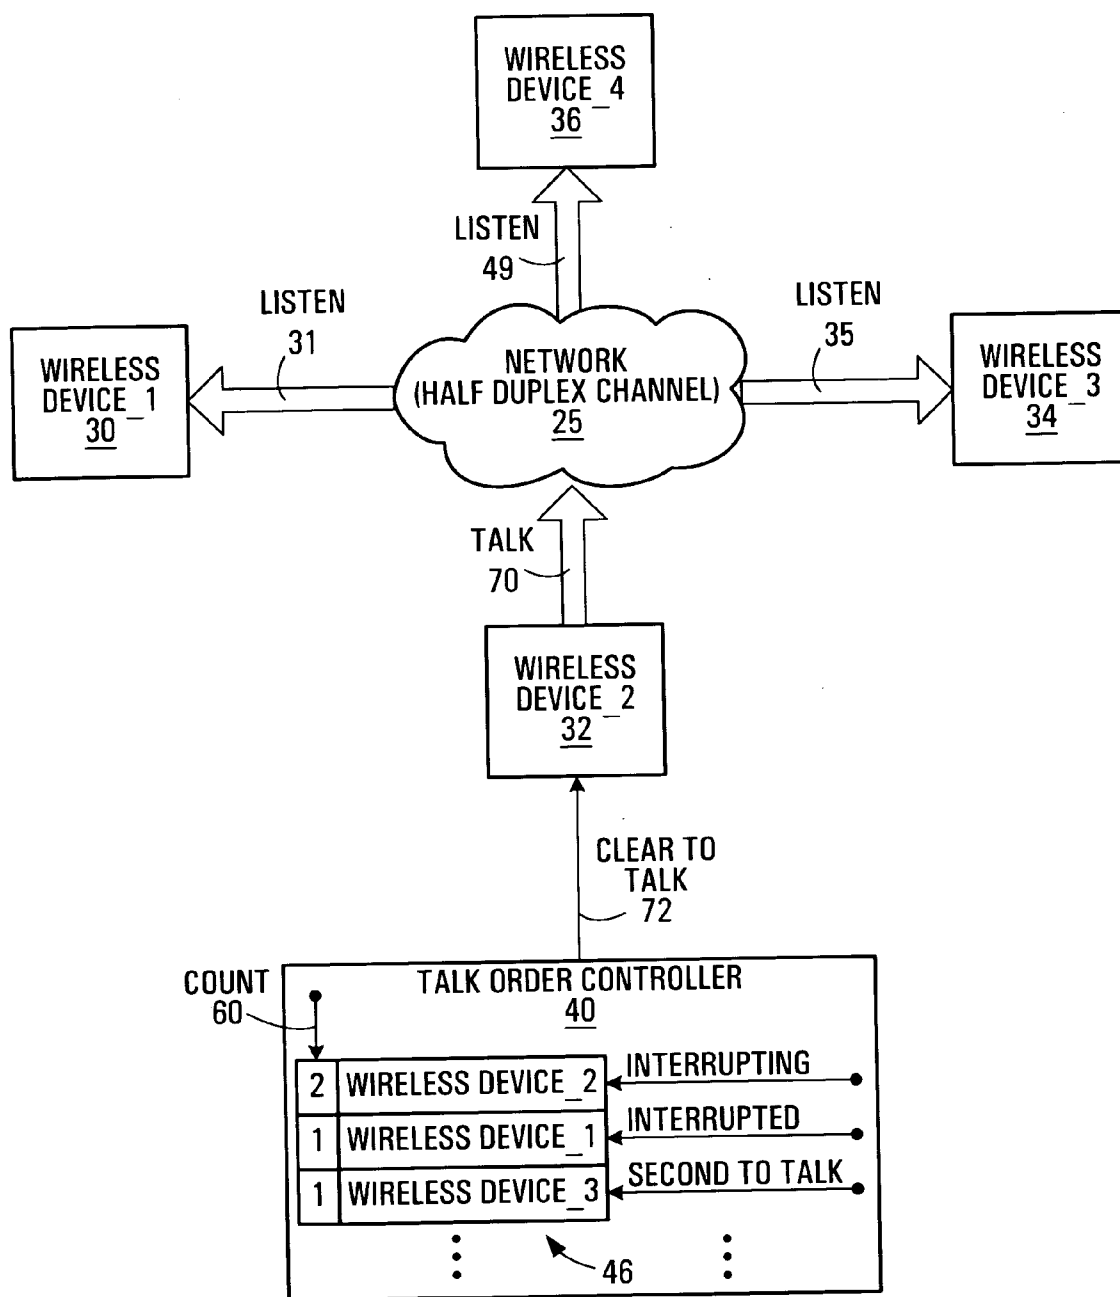 WIRELESS
DEVICE_4
36
LISTEN
49
LISTEN
31
LISTEN
35
WIRELESS
DEVICE_1
30
NETWORK
(HALF DUPLEX CHANNEL)
25
WIRELESS
DEVICE_3
34
TALK
70
WIRELESS
DEVICE_2
32
CLEAR TO
TALK
72
COUNT
60
TALK ORDER CONTROLLER
40
2 WIRELESS DEVICE_2 INTERRUPTING
1 WIRELESS DEVICE_1 INTERRUPTED
1 WIRELESS DEVICE_3 SECOND TO TALK
46